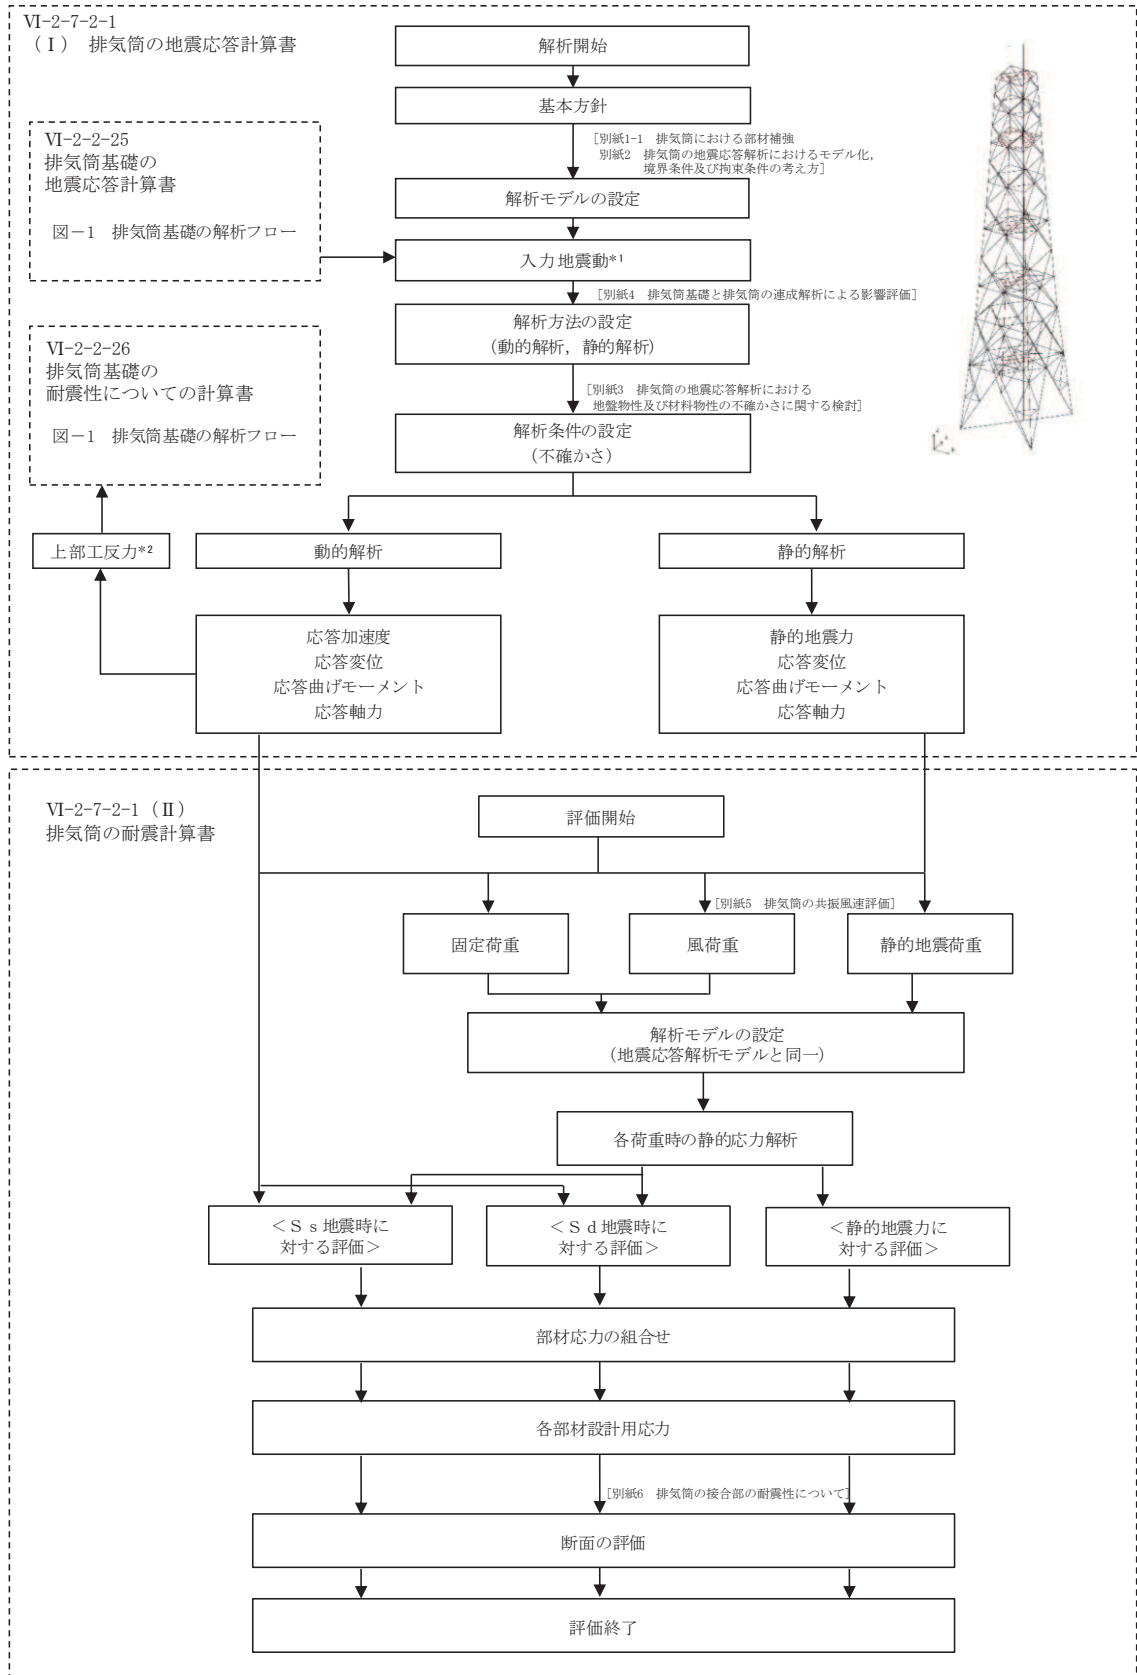 Ⅵ-2-7-2-1
（Ⅰ） 排気筒の地震応答計算書
解析開始
基本方針
[別紙1-1 排気筒における部材補強
別紙2 排気筒の地震応答解析におけるモデル化,
境界条件及び拘束条件の考え方]
Ⅵ-2-2-25
排気筒基礎の
地震応答計算書
図－1 排気筒基礎の解析フロー
解析モデルの設定
入力地震動*1
[別紙4 排気筒基礎と排気筒の連成解析による影響評価]
解析方法の設定
(動的解析, 静的解析)
Ⅵ-2-2-26
排気筒基礎の
耐震性についての計算書
図－1 排気筒基礎の解析フロー
[別紙3 排気筒の地震応答解析における
地盤物性及び材料物性の不確かさに関する検討]
解析条件の設定
(不確かさ)
上部工反力*2
動的解析
静的解析
応答加速度
応答変位
応答曲げモーメント
応答軸力
静的地震力
応答変位
応答曲げモーメント
応答軸力
Ⅵ-2-7-2-1（Ⅱ）
排気筒の耐震計算書
評価開始
[別紙5 排気筒の共振風速評価]
固定荷重
風荷重
静的地震荷重
解析モデルの設定
(地震応答解析モデルと同一)
各荷重時の静的応力解析
＜Ｓｓ地震時に
対する評価＞
＜Ｓｄ地震時に
対する評価＞
＜静的地震力に
対する評価＞
部材応力の組合せ
各部材設計用応力
[別紙6 排気筒の接合部の耐震性について]
断面の評価
評価終了